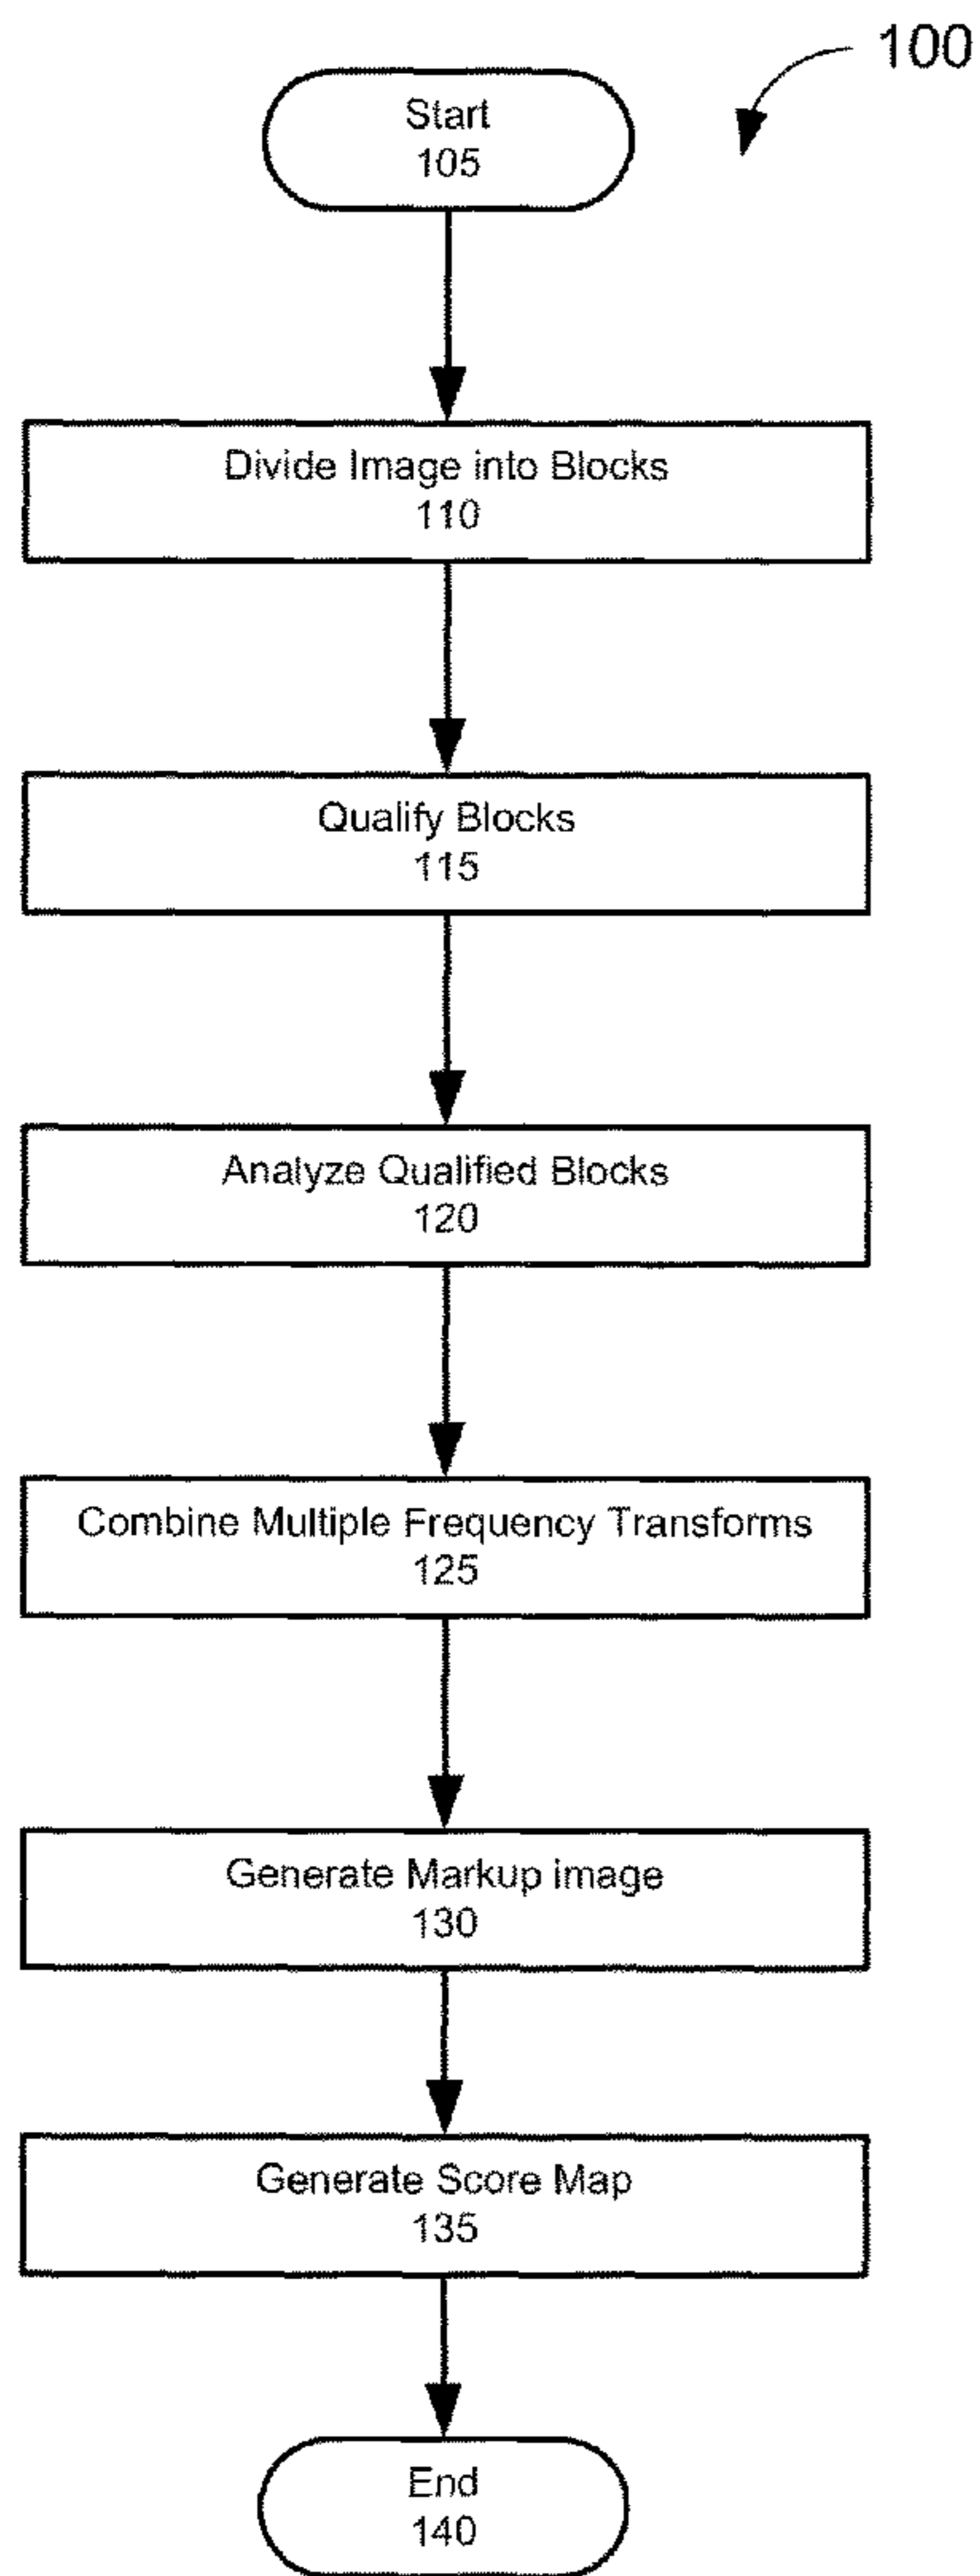 100
Start
105
Divide Image into Blocks
110
Qualify Blocks
115
Analyze Qualified Blocks
120
Combine Multiple Frequency Transforms
125
Generate Markup image
130
Generate Score Map
135
End
140